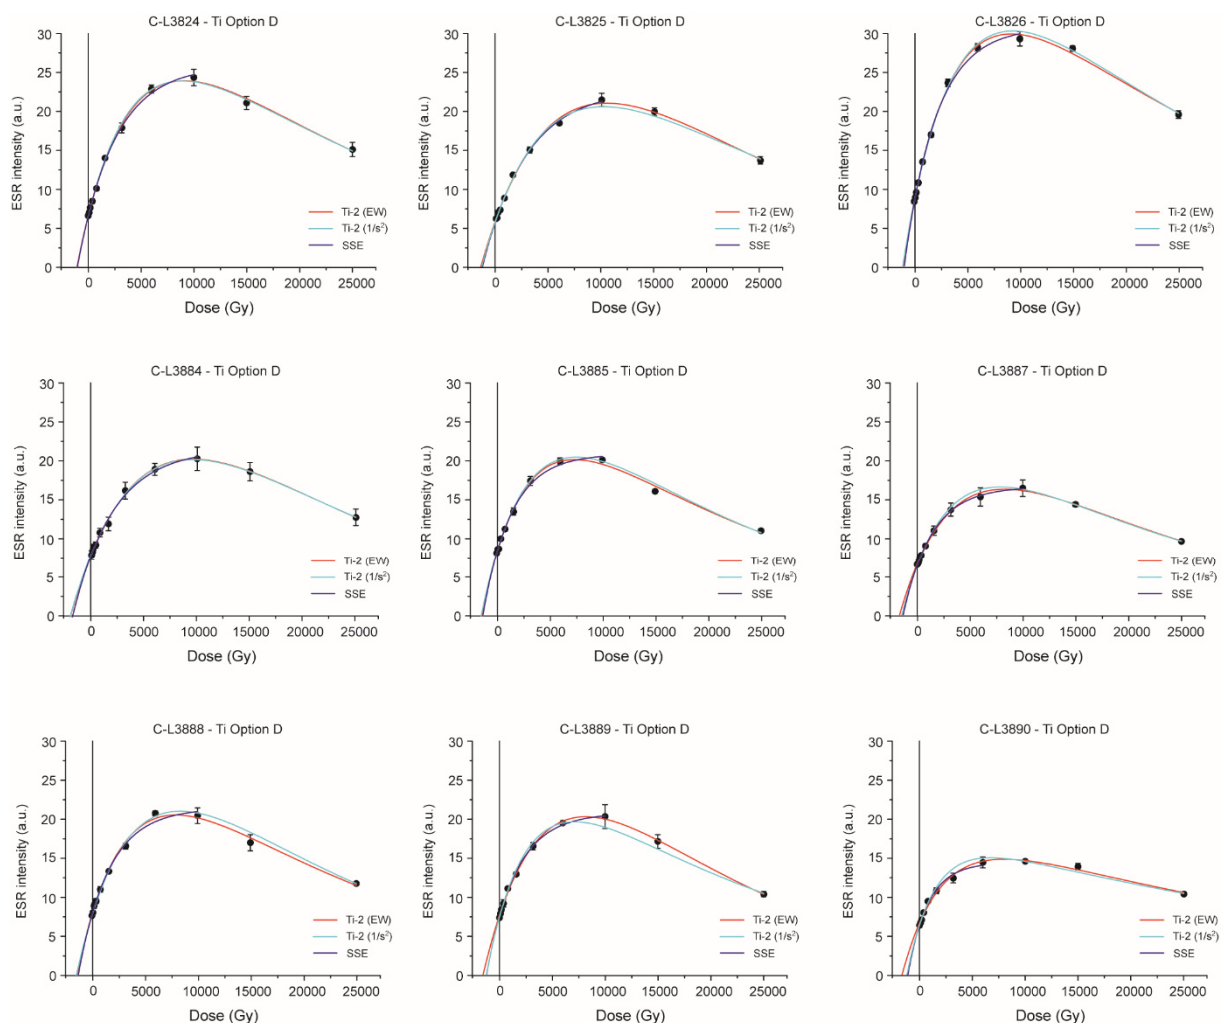 C-L3824 - Ti Option D
ESR intensity (a.u.)
30
25
20
15
10
5
0
Ti-2 (EW)
Ti-2 (1/s²)
SSE
0 5000 10000 15000 20000 25000
Dose (Gy)
C-L3825 - Ti Option D
ESR intensity (a.u.)
30
25
20
15
10
5
0
Ti-2 (EW)
Ti-2 (1/s²)
SSE
0 5000 10000 15000 20000 25000
Dose (Gy)
C-L3826 - Ti Option D
ESR intensity (a.u.)
30
25
20
15
10
5
0
Ti-2 (EW)
Ti-2 (1/s²)
SSE
0 5000 10000 15000 20000 25000
Dose (Gy)
C-L3884 - Ti Option D
ESR intensity (a.u.)
30
25
20
15
10
5
0
Ti-2 (EW)
Ti-2 (1/s²)
SSE
0 5000 10000 15000 20000 25000
Dose (Gy)
C-L3885 - Ti Option D
ESR intensity (a.u.)
30
25
20
15
10
5
0
Ti-2 (EW)
Ti-2 (1/s²)
SSE
0 5000 10000 15000 20000 25000
Dose (Gy)
C-L3887 - Ti Option D
ESR intensity (a.u.)
30
25
20
15
10
5
0
Ti-2 (EW)
Ti-2 (1/s²)
SSE
0 5000 10000 15000 20000 25000
Dose (Gy)
C-L3888 - Ti Option D
ESR intensity (a.u.)
30
25
20
15
10
5
0
Ti-2 (EW)
Ti-2 (1/s²)
SSE
0 5000 10000 15000 20000 25000
Dose (Gy)
C-L3889 - Ti Option D
ESR intensity (a.u.)
30
25
20
15
10
5
0
Ti-2 (EW)
Ti-2 (1/s²)
SSE
0 5000 10000 15000 20000 25000
Dose (Gy)
C-L3890 - Ti Option D
ESR intensity (a.u.)
30
25
20
15
10
5
0
Ti-2 (EW)
Ti-2 (1/s²)
SSE
0 5000 10000 15000 20000 25000
Dose (Gy)